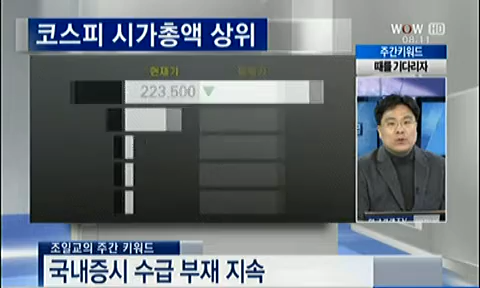 코스피 시가총액 상위
WOW HD
08:11
주간키워드
때를 기다리자
현재가
223,500 ▼
조일교의 주간 키워드
국내증시 수급 부재 지속